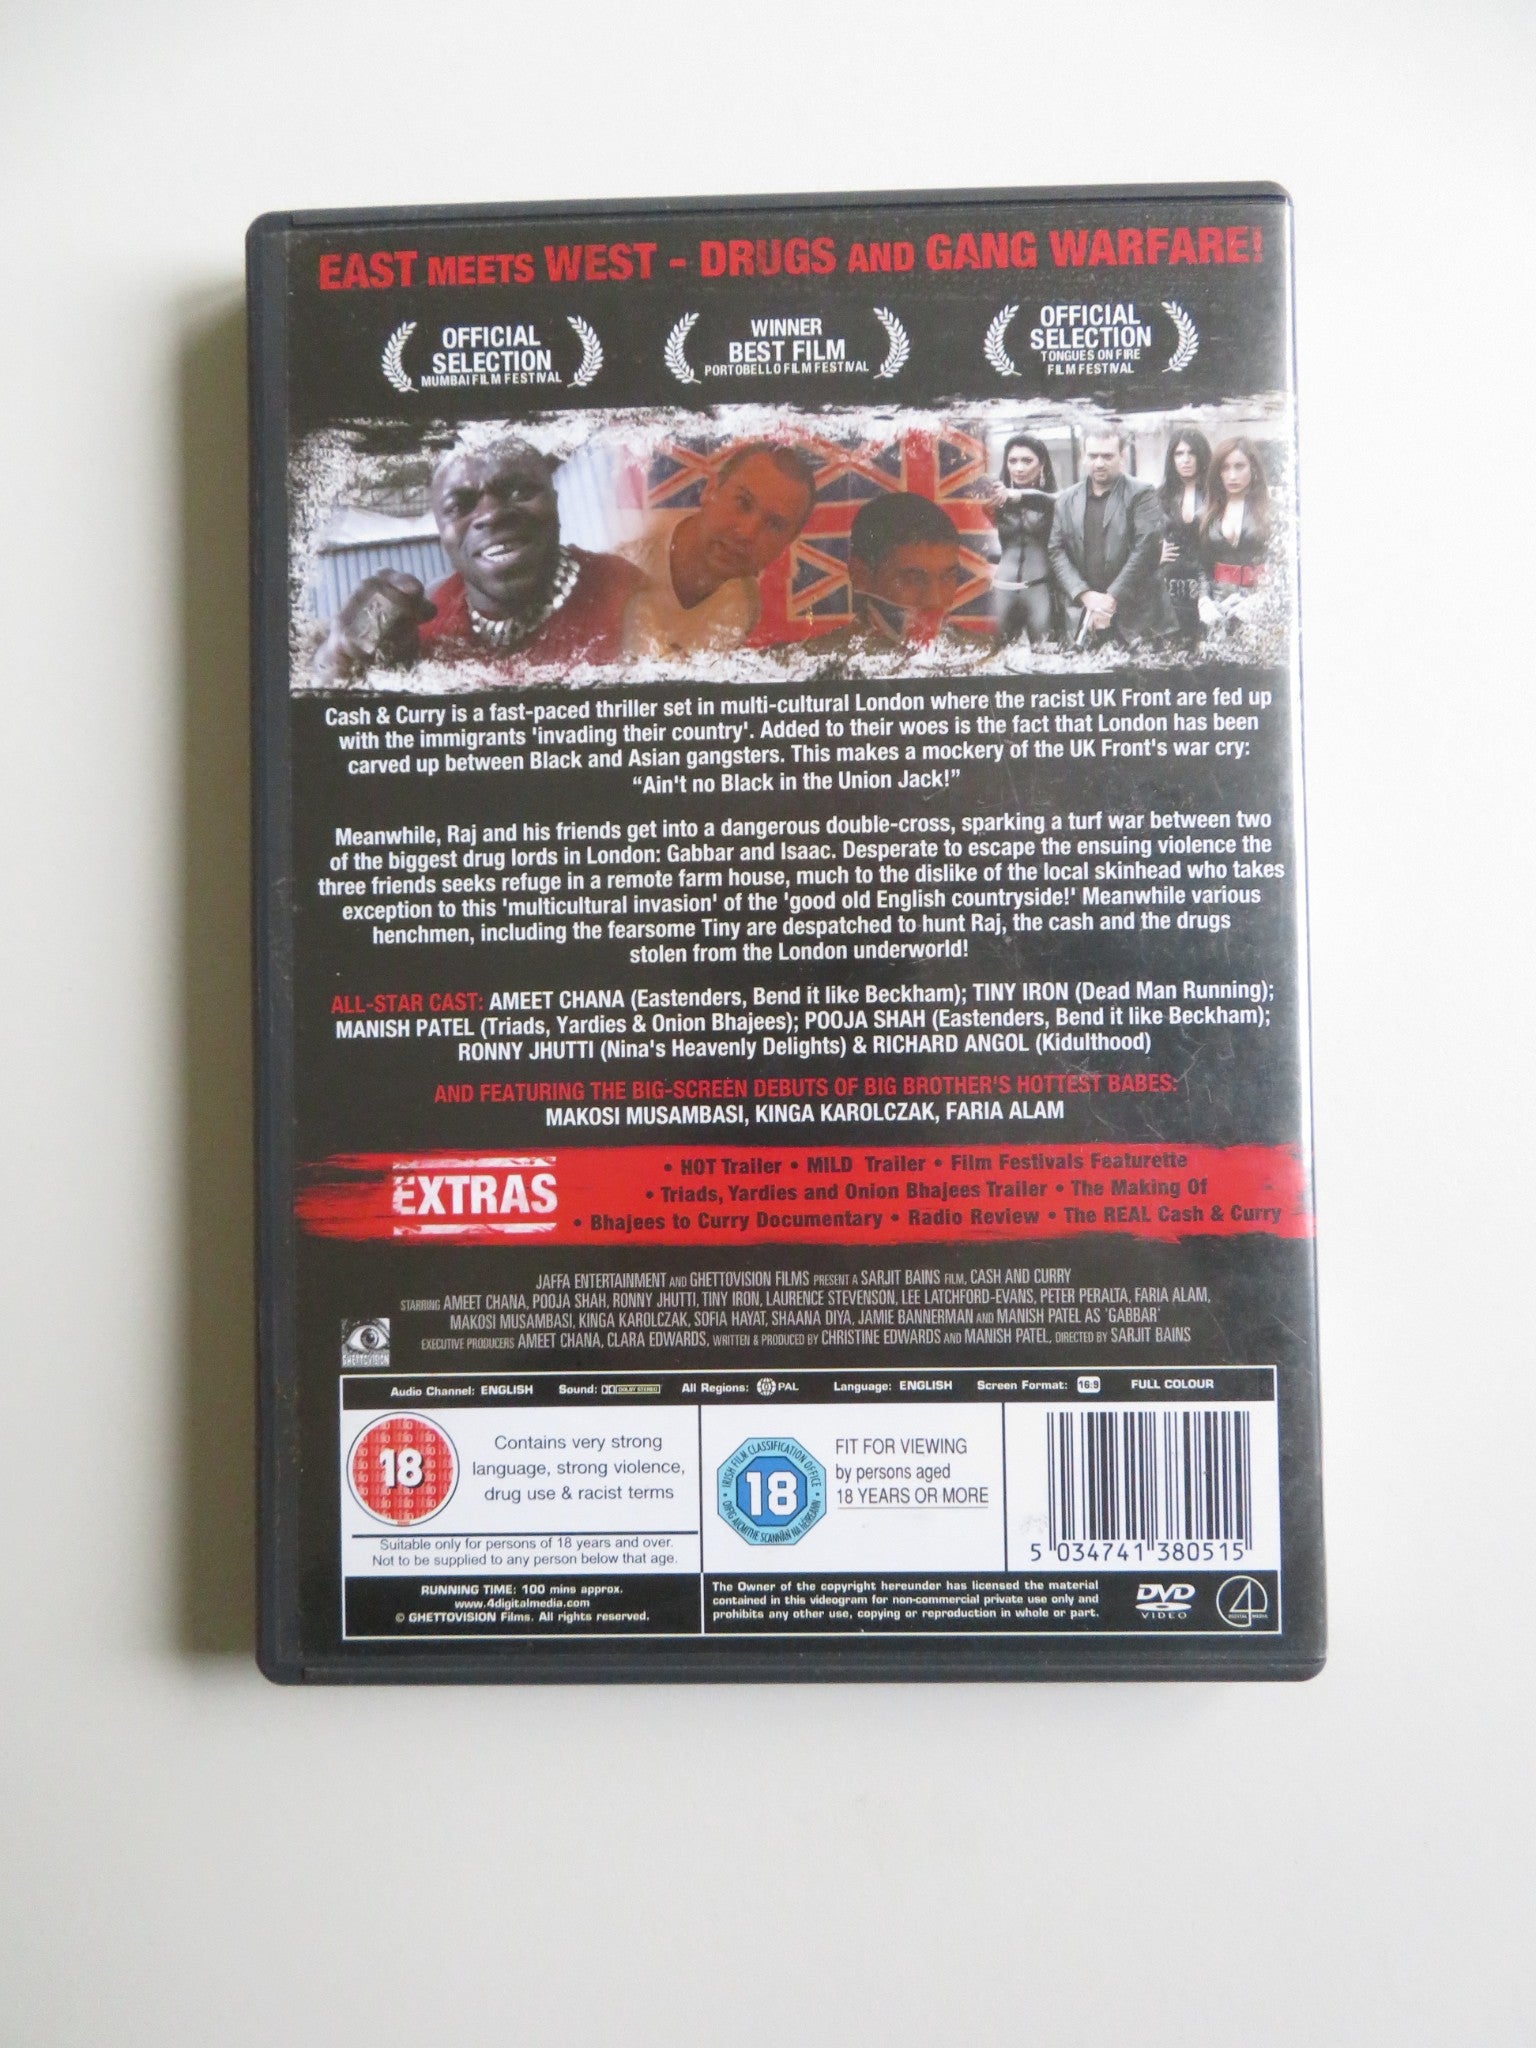 EAST MEETS WEST - DRUGS AND GANG WARFARE!
OFFICIAL
SELECTION
MUMBAI FILM FESTIVAL
WINNER
BEST FILM
PORTOBELLO FILM FESTIVAL
OFFICIAL
SELECTION
TONGUES ON FIRE
FILM FESTIVAL
Cash & Curry is a fast-paced thriller set in multi-cultural London where the racist UK Front are fed up
with the immigrants 'invading their country'. Added to their woes is the fact that London has been
carved up between Black and Asian gangsters. This makes a mockery of the UK Front's war cry:
“Ain't no Black in the Union Jack!”
Meanwhile, Raj and his friends get into a dangerous double-cross, sparking a turf war between two
of the biggest drug lords in London: Gabbar and Isaac. Desperate to escape the ensuing violence the
three friends seeks refuge in a remote farm house, much to the dislike of the local skinhead who takes
exception to this 'multicultural invasion' of the 'good old English countryside!' Meanwhile various
henchmen, including the fearsome Tiny are despatched to hunt Raj, the cash and the drugs
stolen from the London underworld!
ALL-STAR CAST: AMEET CHANA (Eastenders, Bend it like Beckham); TINY IRON (Dead Man Running);
MANISH PATEL (Triads, Yardies & Onion Bhajees); POOJA SHAH (Eastenders, Bend it like Beckham);
RONNY JHUTTI (Nina's Heavenly Delights) & RICHARD ANGOL (Kidulthood)
AND FEATURING THE BIG-SCREEN DEBUTS OF BIG BROTHER'S HOTTEST BABES:
MAKOSI MUSAMBASI, KINGA KAROLCZAK, FARIA ALAM
EXTRAS
• HOT Trailer • MILD Trailer • Film Festivals Featurette
• Triads, Yardies and Onion Bhajees Trailer • The Making Of
• Bhajees to Curry Documentary • Radio Review • The REAL Cash & Curry
JAFFA ENTERTAINMENT AND GHETTOVISION FILMS PRESENT A SARJIT BAINS FILM, CASH AND CURRY
STARRING AMEET CHANA, POOJA SHAH, RONNY JHUTTI, TINY IRON, LAURENCE STEVENSON, LEE LATCHFORD-EVANS, PETER PERALTA, FARIA ALAM,
MAKOSI MUSAMBASI, KINGA KAROLCZAK, SOFIA HAYAT, SHAANA DIYA, JAMIE BANNERMAN AND MANISH PATEL AS 'GABBAR'
EXECUTIVE PRODUCERS AMEET CHANA, CLARA EDWARDS, WRITTEN & PRODUCED BY CHRISTINE EDWARDS AND MANISH PATEL, DIRECTED BY SARJIT BAINS
GHETTOVISION
Audio Channel: ENGLISH Sound: DOLBY STEREO All Regions: 0 PAL Language: ENGLISH Screen Format: 16:9 FULL COLOUR
18
Contains very strong
language, strong violence,
drug use & racist terms
Suitable only for persons of 18 years and over.
Not to be supplied to any person below that age.
IRISH FILM CLASSIFICATION OFFICE
18
OIFIG AICMITHE SCANNÁN NA hÉIREANN
FIT FOR VIEWING
by persons aged
18 YEARS OR MORE
5 034741 380515
RUNNING TIME: 100 mins approx.
www.4digitalmedia.com
© GHETTOVISION Films. All rights reserved.
The Owner of the copyright hereunder has licensed the material
contained in this videogram for non-commercial private use only and
prohibits any other use, copying or reproduction in whole or part.
DVD
VIDEO
4
DIGITAL MEDIA